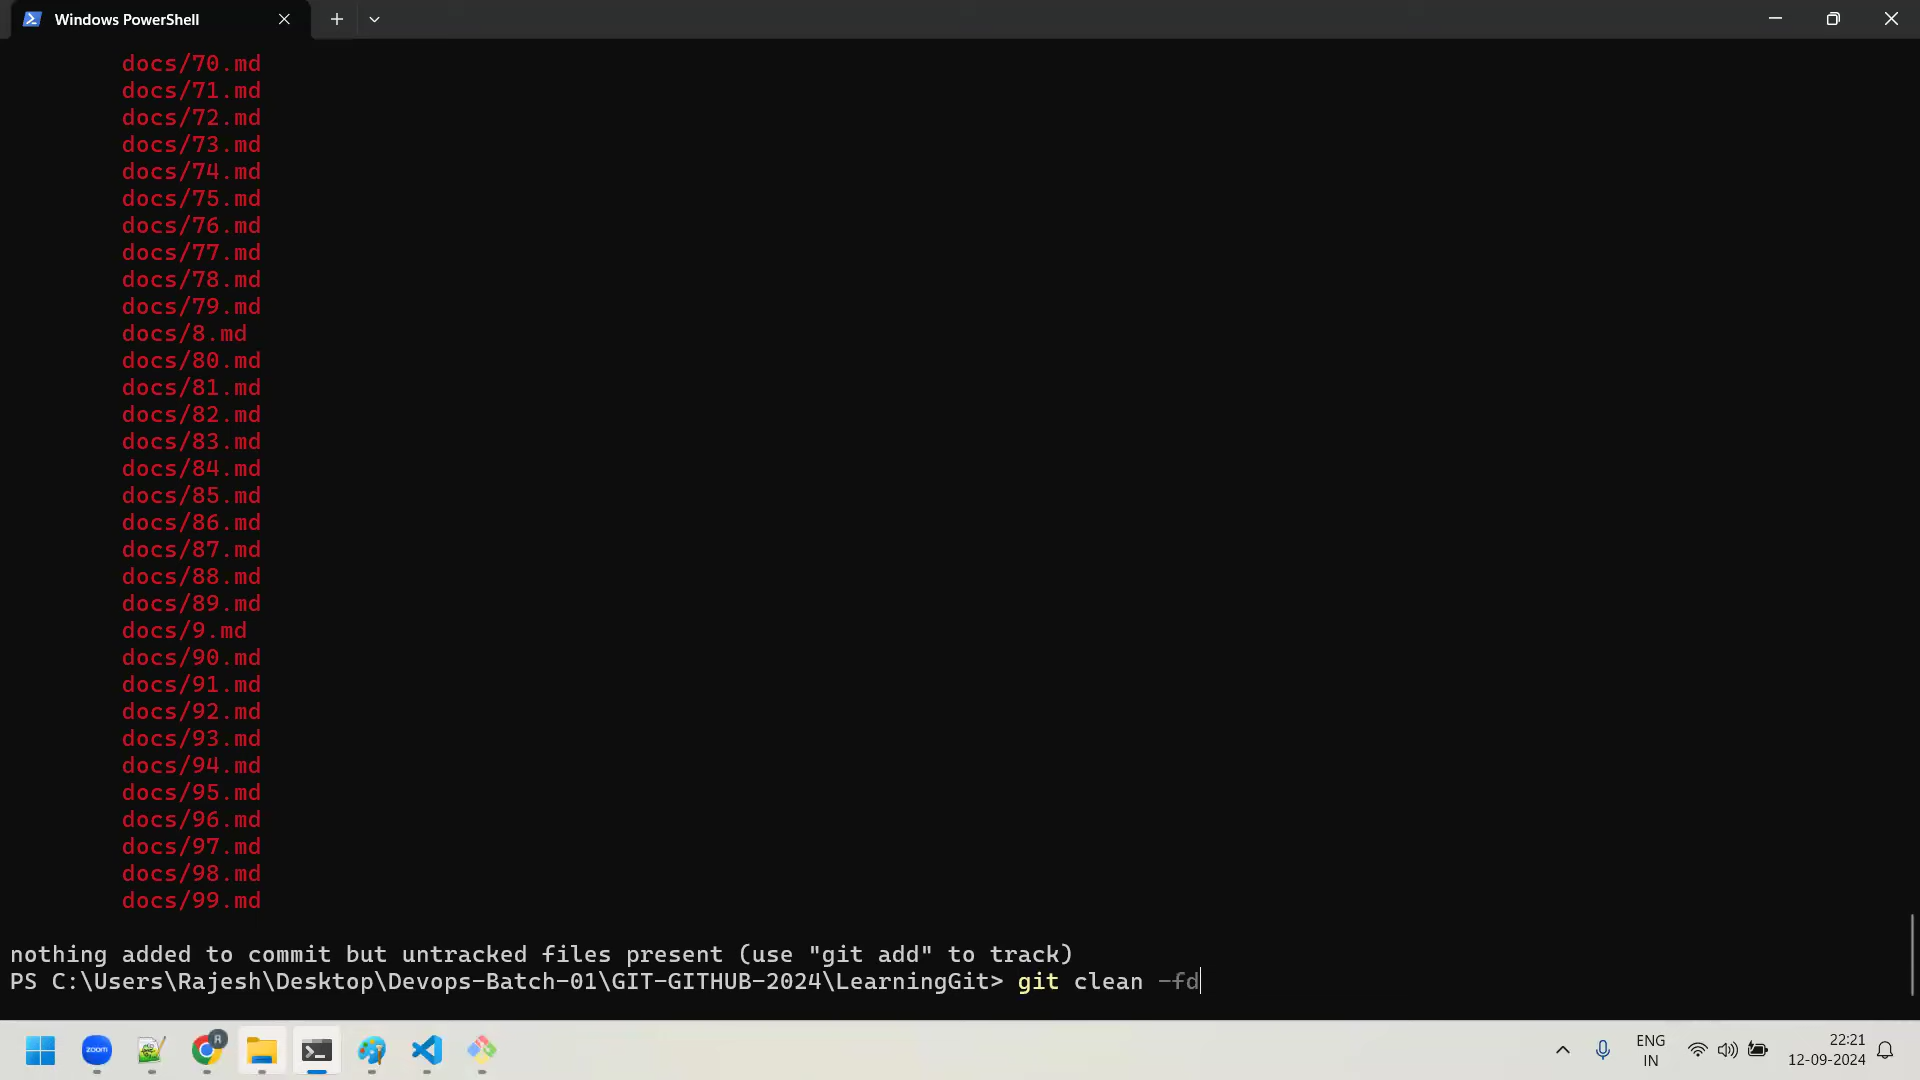 Windows PowerShell
docs/70.md
docs/71.md
docs/72.md
docs/73.md
docs/74.md
docs/75.md
docs/76.md
docs/77.md
docs/78.md
docs/79.md
docs/8.md
docs/80.md
docs/81.md
docs/82.md
docs/83.md
docs/84.md
docs/85.md
docs/86.md
docs/87.md
docs/88.md
docs/89.md
docs/9.md
docs/90.md
docs/91.md
docs/92.md
docs/93.md
docs/94.md
docs/95.md
docs/96.md
docs/97.md
docs/98.md
docs/99.md
nothing added to commit but untracked files present (use "git add" to track)
PS C:\Users\Rajesh\Desktop\Devops-Batch-01\GIT-GITHUB-2024\LearningGit> git clean -fd
zoom
R
ENG
IN
22:21
12-09-2024